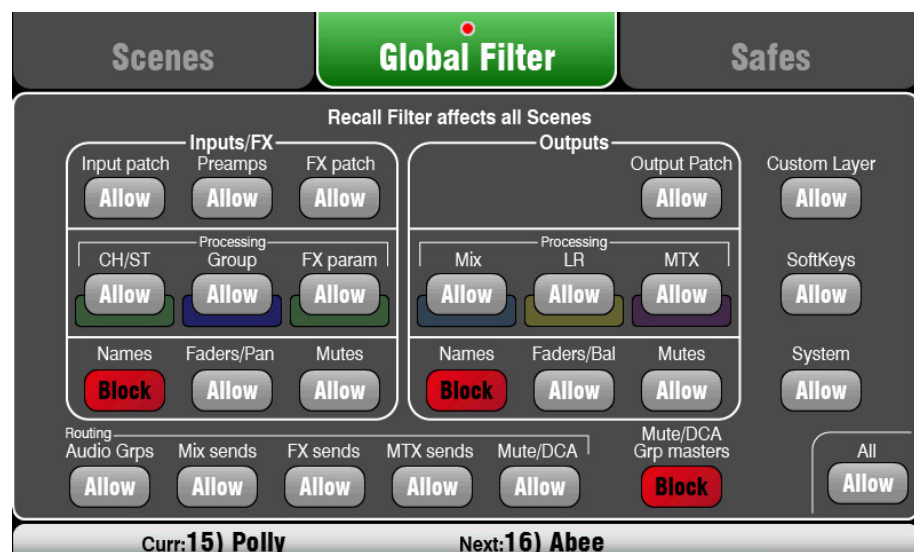 Scenes Global Filter Safes
Recall Filter affects all Scenes
Inputs/FX Outputs
Input patch Preamps FX patch Output Patch Custom Layer
Allow Allow Allow Allow Allow
Processing Processing
CH/ST Group FX param Mix LR MTX SoftKeys
Allow Allow Allow Allow Allow Allow Allow
Names Faders/Pan Mutes Names Faders/Bal Mutes System
Block Allow Allow Block Allow Allow Allow
Routing
Audio Grps Mix sends FX sends MTX sends Mute/DCA Mute/DCA Grp masters All
Allow Allow Allow Allow Allow Block Allow
Curr:15) Polly Next:16) Abee